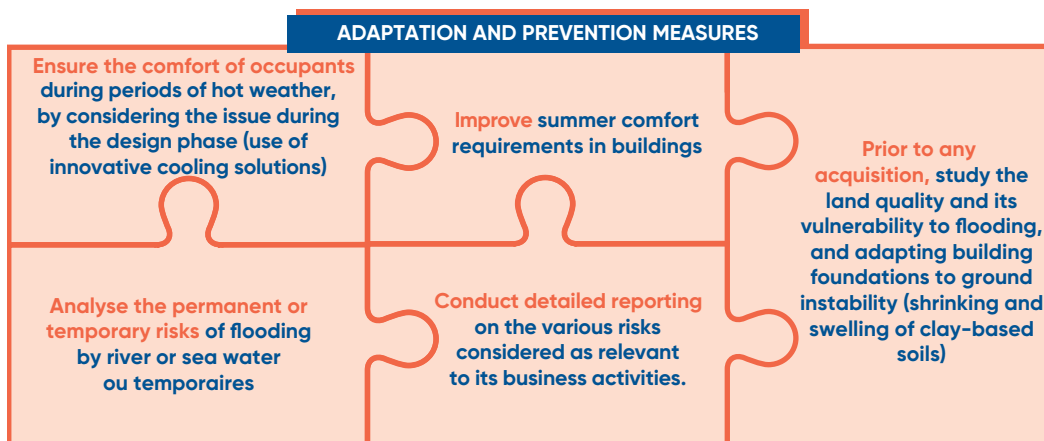 ADAPTATION AND PREVENTION MEASURES
Ensure the comfort of occupants
during periods of hot weather,
by considering the issue during
the design phase (use of
innovative cooling solutions)
Improve summer comfort
requirements in buildings
Prior to any
acquisition, study the
land quality and its
vulnerability to flooding,
and adapting building
foundations to ground
instability (shrinking and
swelling of clay-based
soils)
Analyse the permanent or
temporary risks of flooding
by river or sea water
ou temporaires
Conduct detailed reporting
on the various risks
considered as relevant
to its business activities.